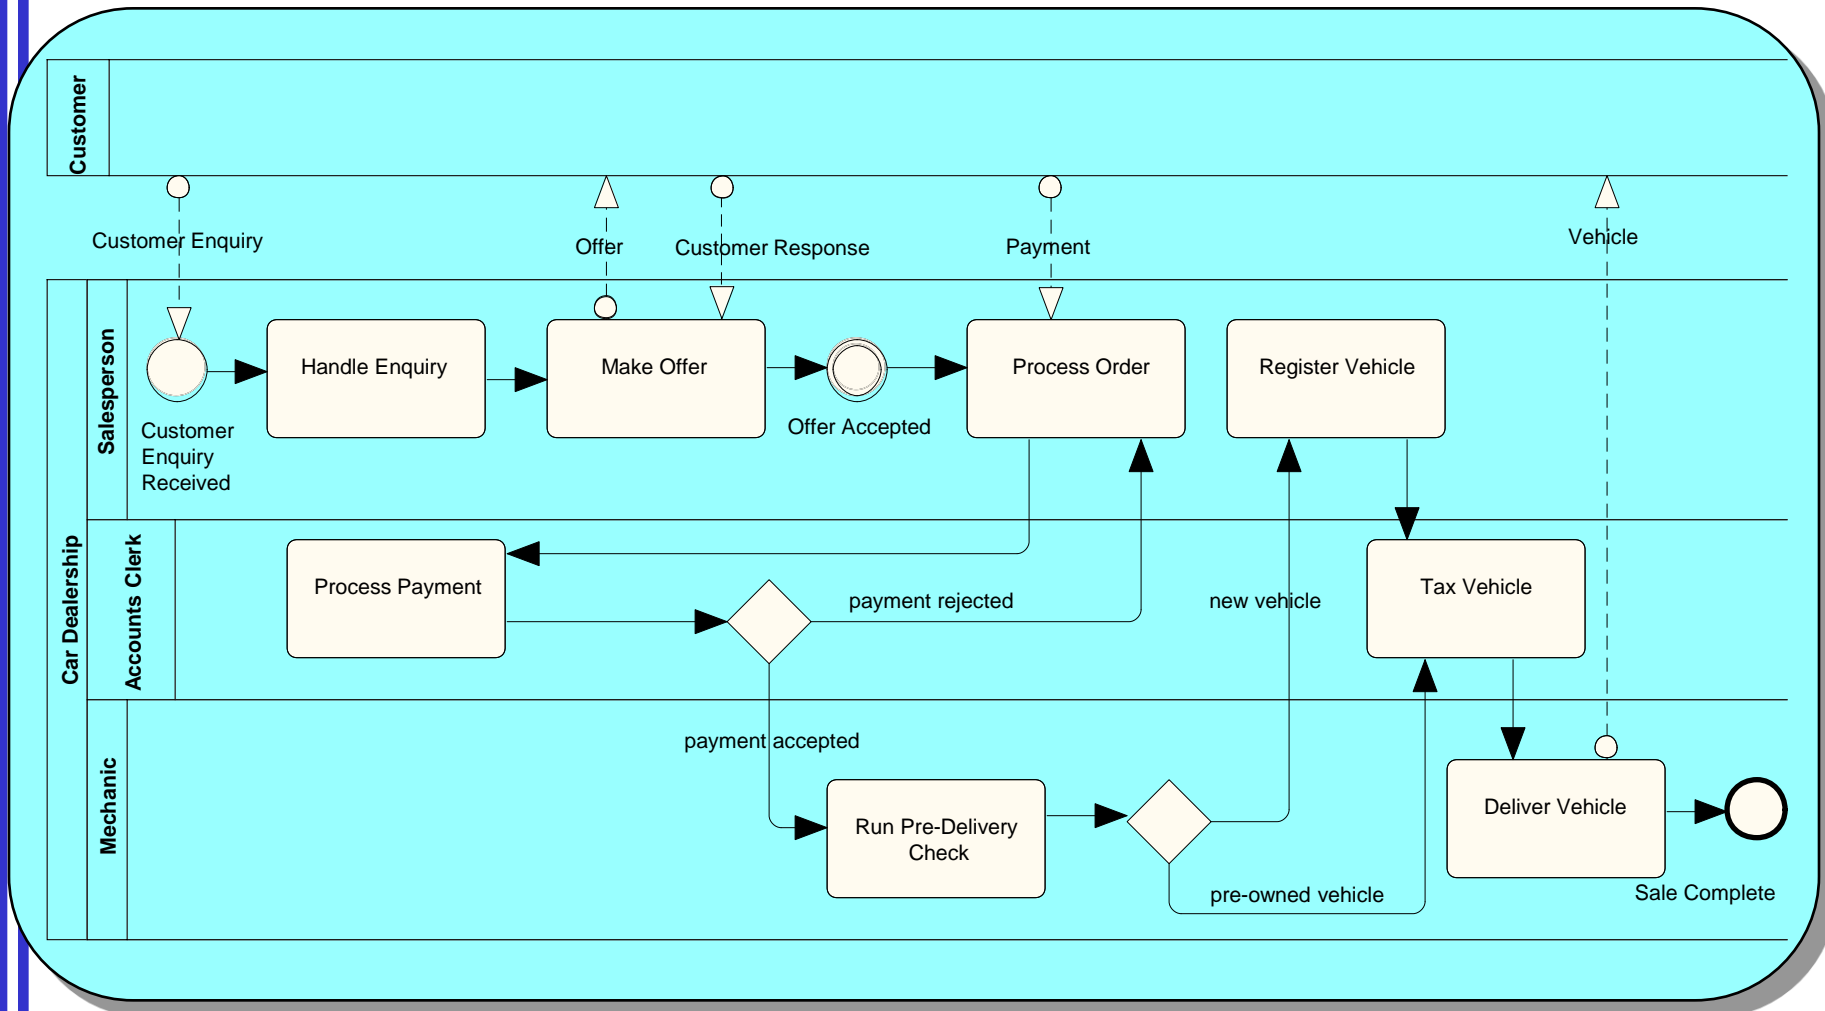 Customer
Customer Enquiry
Offer
Customer Response
Payment
Vehicle
Car Dealership
Salesperson
Handle Enquiry
Make Offer
Process Order
Register Vehicle
Offer Accepted
Customer
Enquiry
Received
Accounts Clerk
Process Payment
payment rejected
new vehicle
Tax Vehicle
Mechanic
payment accepted
Run Pre-Delivery
Check
Deliver Vehicle
pre-owned vehicle
Sale Complete